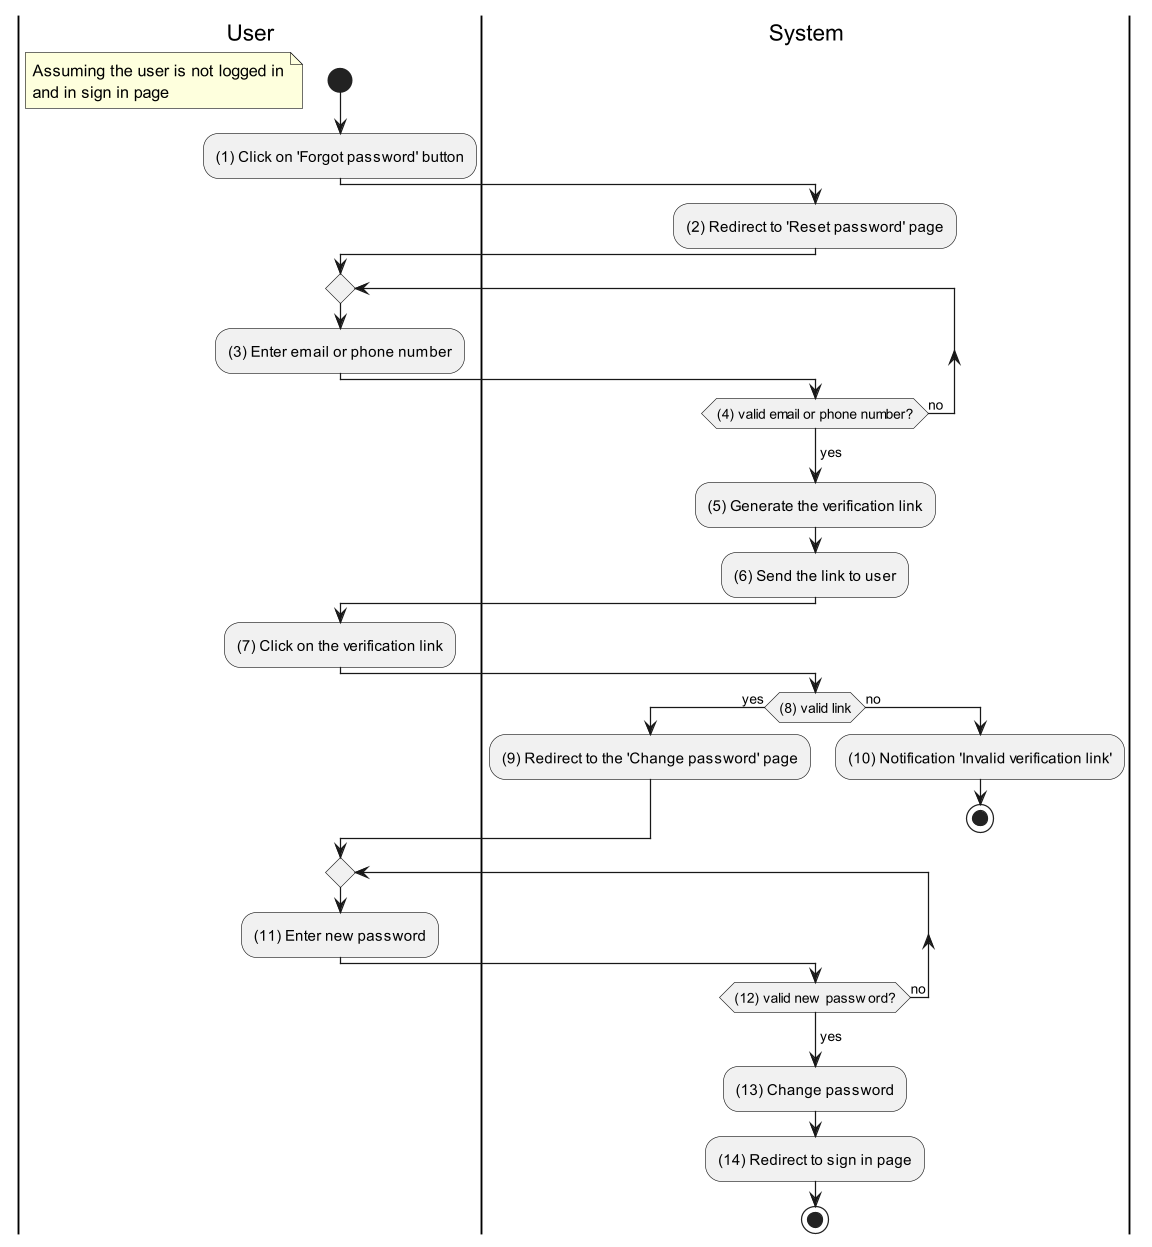 User
System
Assuming the user is not logged in
and in sign in page
(1) Click on 'Forgot password' button
(2) Redirect to 'Reset password' page
(3) Enter email or phone number
(4) valid email or phone number?
no
yes
(5) Generate the verification link
(6) Send the link to user
(7) Click on the verification link
yes
(8) valid link
no
(9) Redirect to the 'Change password' page
(10) Notification 'Invalid verification link'
(11) Enter new password
(12) valid new password?
no
yes
(13) Change password
(14) Redirect to sign in page